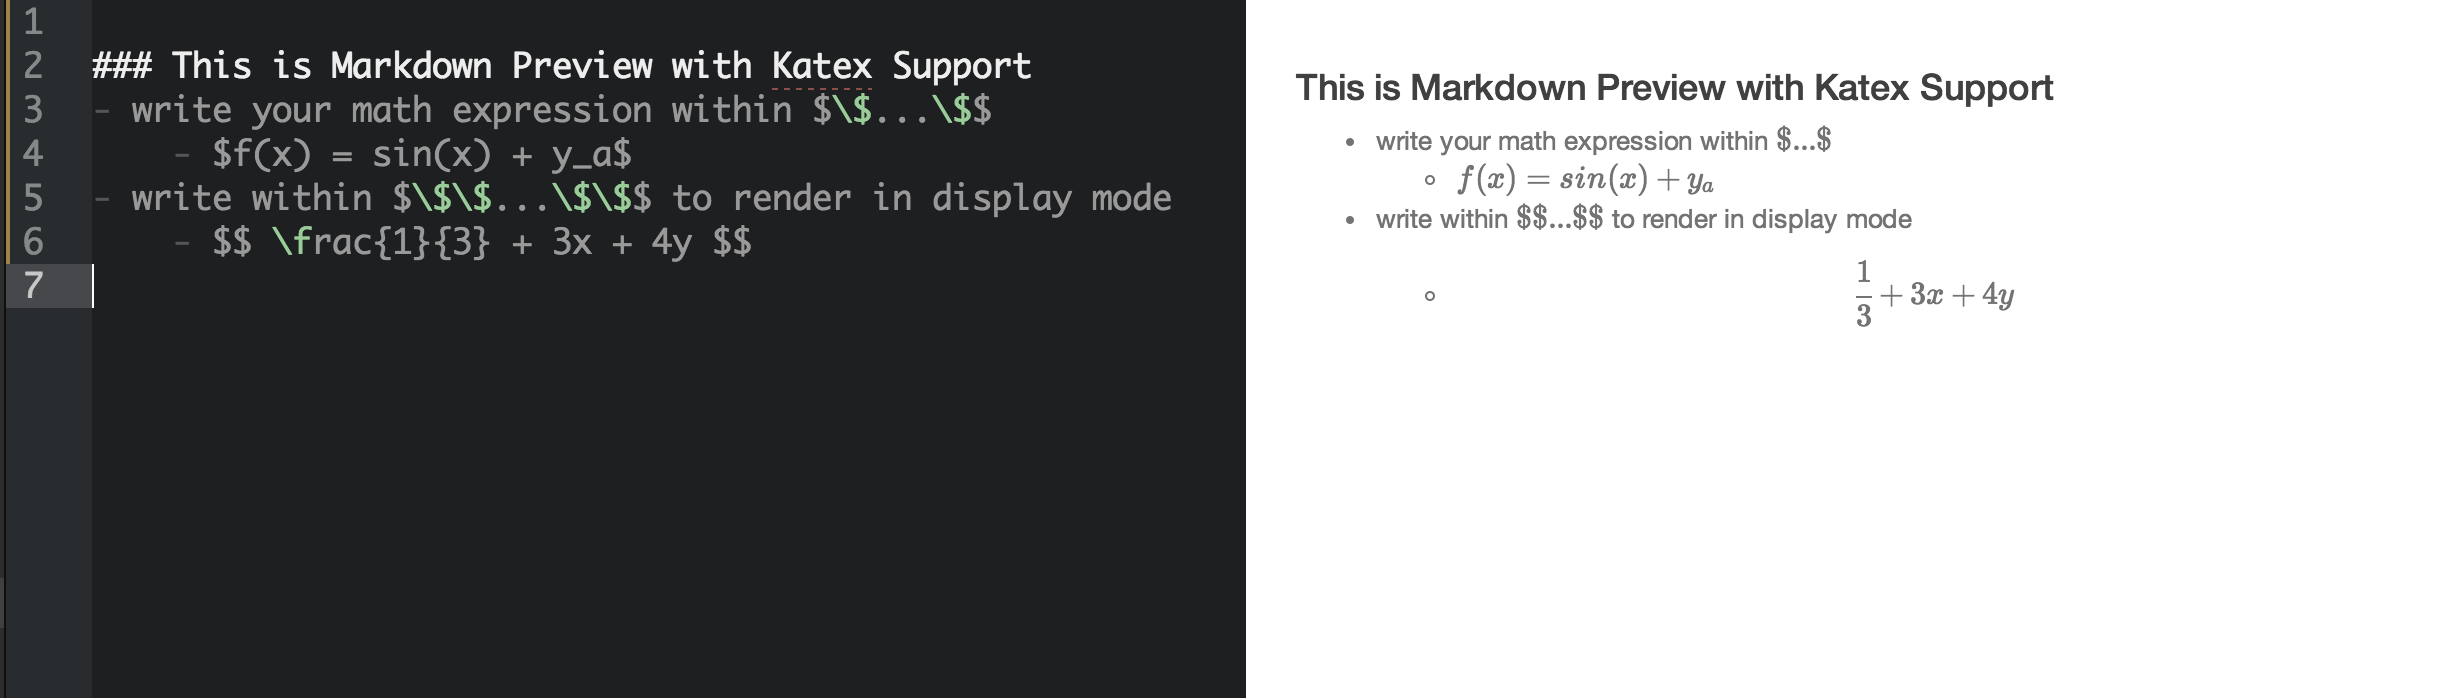 1
2 ### This is Markdown Preview with Katex Support
3 - write your math expression within $\$...\$$
4     - $f(x) = sin(x) + y_a$
5 - write within $\$\$...\$\$$ to render in display mode
6     - $$ \frac{1}{3} + 3x + 4y $$
7
This is Markdown Preview with Katex Support
• write your math expression within $...$
◦ f(x) = sin(x) + yₐ
• write within $$...$$ to render in display mode
◦ 1/3 + 3x + 4y